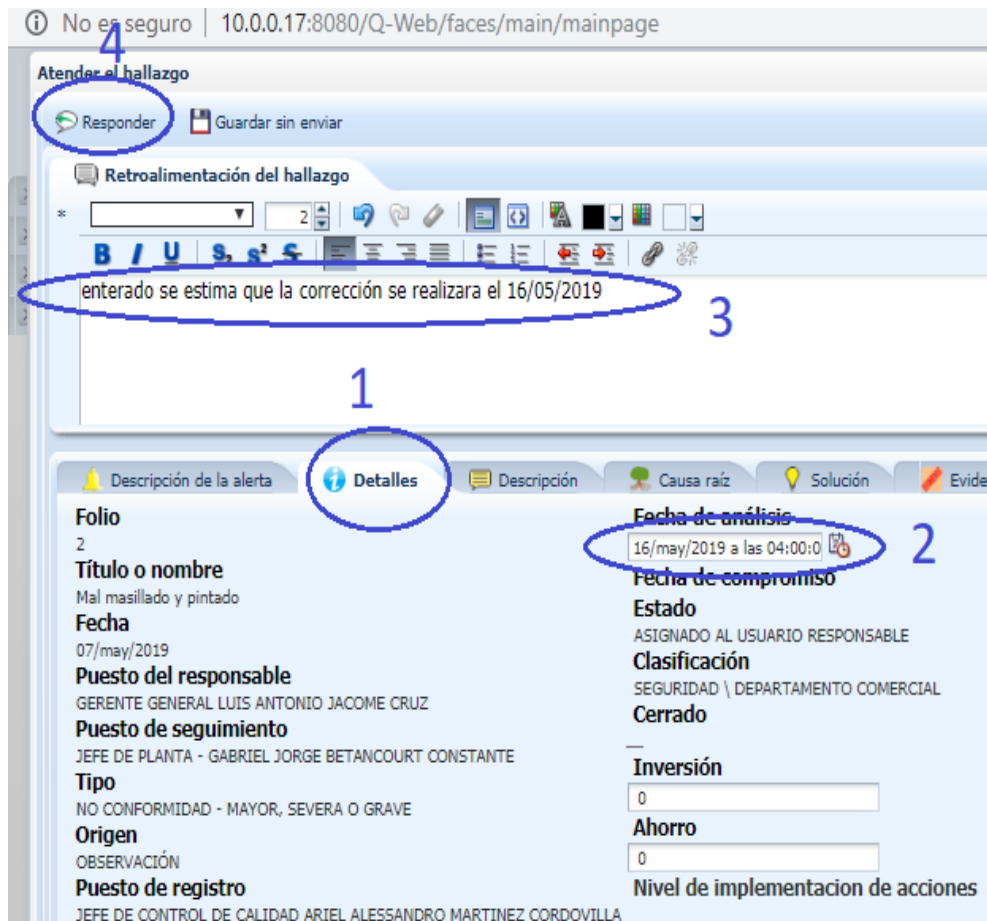 No es seguro | 10.0.0.17:8080/Q-Web/faces/main/mainpage
4
Atender el hallazgo
Responder Guardar sin enviar
Retroalimentación del hallazgo
* 2
B I U S₂ S² S
enterado se estima que la corrección se realizara el 16/05/2019
3
1
Descripción de la alerta Detalles Descripción Causa raíz Solución Evide
Folio
2
Título o nombre
Mal masillado y pintado
Fecha
07/may/2019
Puesto del responsable
GERENTE GENERAL LUIS ANTONIO JACOME CRUZ
Puesto de seguimiento
JEFE DE PLANTA - GABRIEL JORGE BETANCOURT CONSTANTE
Tipo
NO CONFORMIDAD - MAYOR, SEVERA O GRAVE
Origen
OBSERVACIÓN
Puesto de registro
JEFE DE CONTROL DE CALIDAD ARIEL ALESSANDRO MARTINEZ CORDOVILLA
Fecha de análisis
16/may/2019 a las 04:00:0
2
Fecha de compromiso
Estado
ASIGNADO AL USUARIO RESPONSABLE
Clasificación
SEGURIDAD \ DEPARTAMENTO COMERCIAL
Cerrado
Inversión
0
Ahorro
0
Nivel de implementacion de acciones